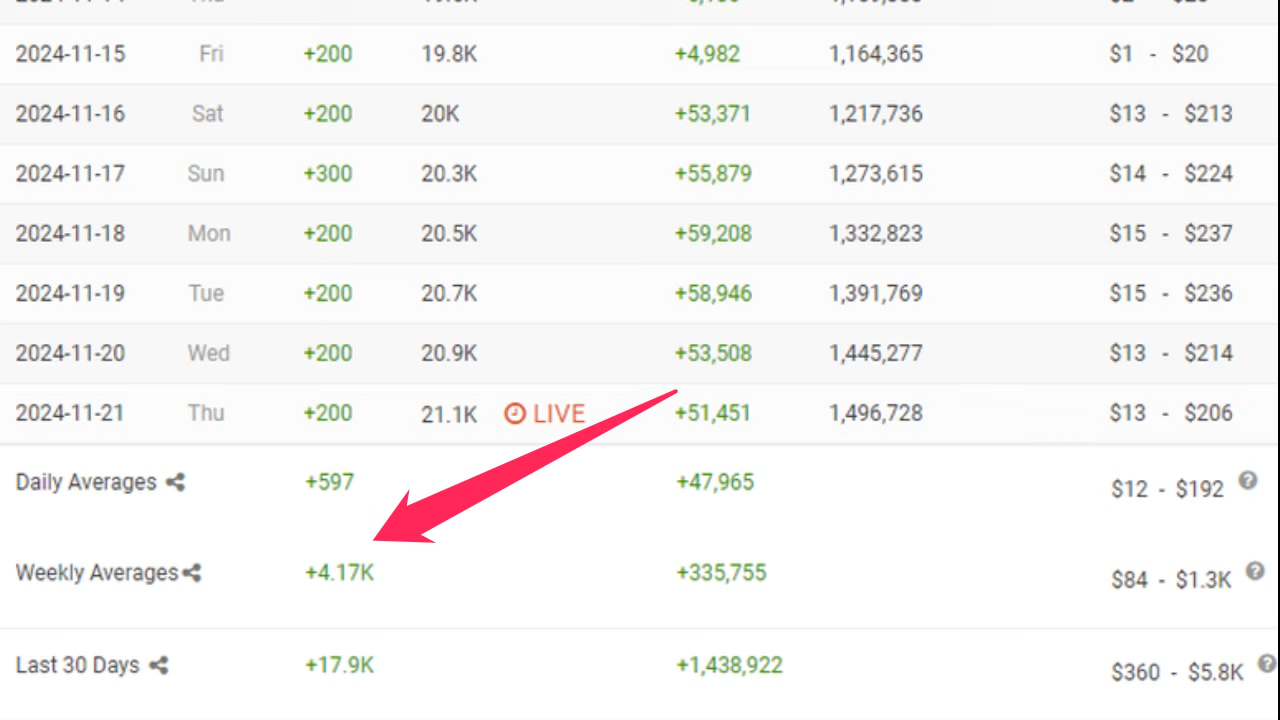 2024-11-15 Fri +200 19.8K +4,982 1,164,365 $1 - $20
2024-11-16 Sat +200 20K +53,371 1,217,736 $13 - $213
2024-11-17 Sun +300 20.3K +55,879 1,273,615 $14 - $224
2024-11-18 Mon +200 20.5K +59,208 1,332,823 $15 - $237
2024-11-19 Tue +200 20.7K +58,946 1,391,769 $15 - $236
2024-11-20 Wed +200 20.9K +53,508 1,445,277 $13 - $214
2024-11-21 Thu +200 21.1K LIVE +51,451 1,496,728 $13 - $206
Daily Averages +597 +47,965 $12 - $192 ?
Weekly Averages +4.17K +335,755 $84 - $1.3K ?
Last 30 Days +17.9K +1,438,922 $360 - $5.8K ?